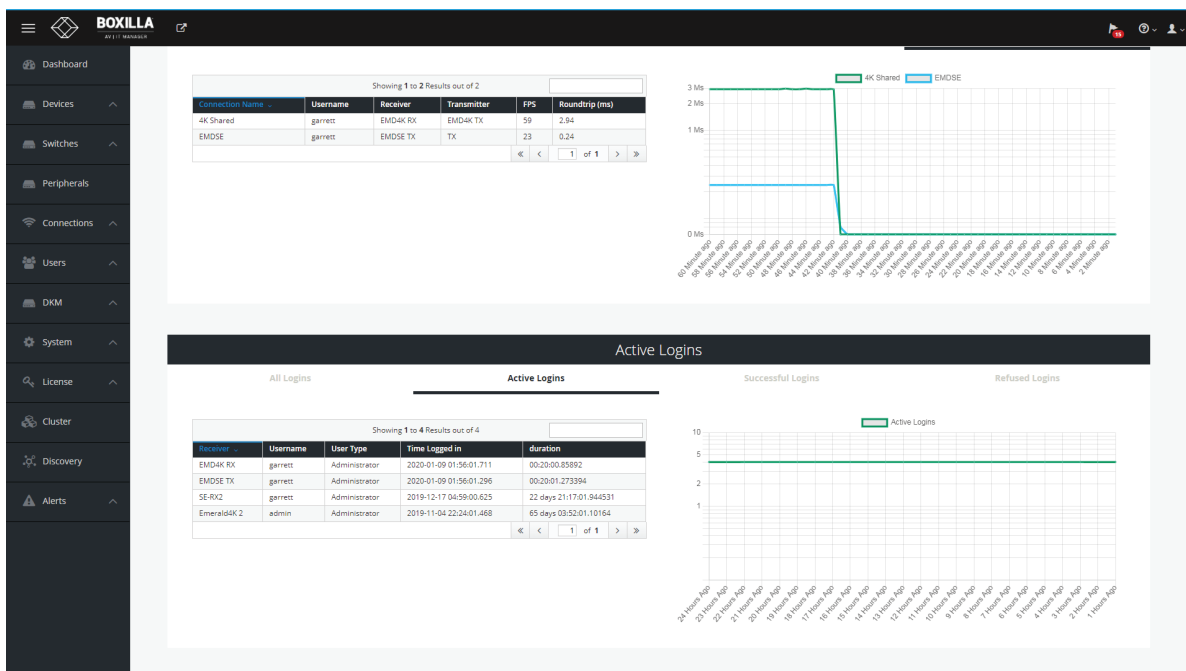 BOXILLA
AV | IT MANAGER
15
Dashboard
Devices
Switches
Peripherals
Connections
Users
DKM
System
License
Cluster
Discovery
Alerts
Showing 1 to 2 Results out of 2
Connection Name Username Receiver Transmitter FPS Roundtrip (ms)
4K Shared garrett EMD4K RX EMD4K TX 59 2.94
EMDSE garrett EMDSE TX TX 23 0.24
« < 1 of 1 > »
4K Shared EMDSE
3 Ms
2 Ms
1 Ms
0 Ms
60 Minute ago
58 Minute ago
56 Minute ago
54 Minute ago
52 Minute ago
50 Minute ago
48 Minute ago
46 Minute ago
44 Minute ago
42 Minute ago
40 Minute ago
38 Minute ago
36 Minute ago
34 Minute ago
32 Minute ago
30 Minute ago
28 Minute ago
26 Minute ago
24 Minute ago
22 Minute ago
20 Minute ago
18 Minute ago
16 Minute ago
14 Minute ago
12 Minute ago
10 Minute ago
8 Minute ago
6 Minute ago
4 Minute ago
2 Minute ago
Active Logins
All Logins Active Logins Successful Logins Refused Logins
Showing 1 to 4 Results out of 4
Receiver Username User Type Time Logged in duration
EMD4K RX garrett Administrator 2020-01-09 01:56:01.711 00:20:00.85892
EMDSE TX garrett Administrator 2020-01-09 01:56:01.296 00:20:01.273394
SE-RX2 garrett Administrator 2019-12-17 04:59:00.625 22 days 21:17:01.944531
Emerald4K 2 admin Administrator 2019-11-04 22:24:01.468 65 days 03:52:01.10164
« < 1 of 1 > »
Active Logins
10
5
2
1
24 Hours Ago
23 Hours Ago
22 Hours Ago
21 Hours Ago
20 Hours Ago
19 Hours Ago
18 Hours Ago
17 Hours Ago
16 Hours Ago
15 Hours Ago
14 Hours Ago
13 Hours Ago
12 Hours Ago
11 Hours Ago
10 Hours Ago
9 Hours Ago
8 Hours Ago
7 Hours Ago
6 Hours Ago
5 Hours Ago
4 Hours Ago
3 Hours Ago
2 Hours Ago
1 Hours Ago